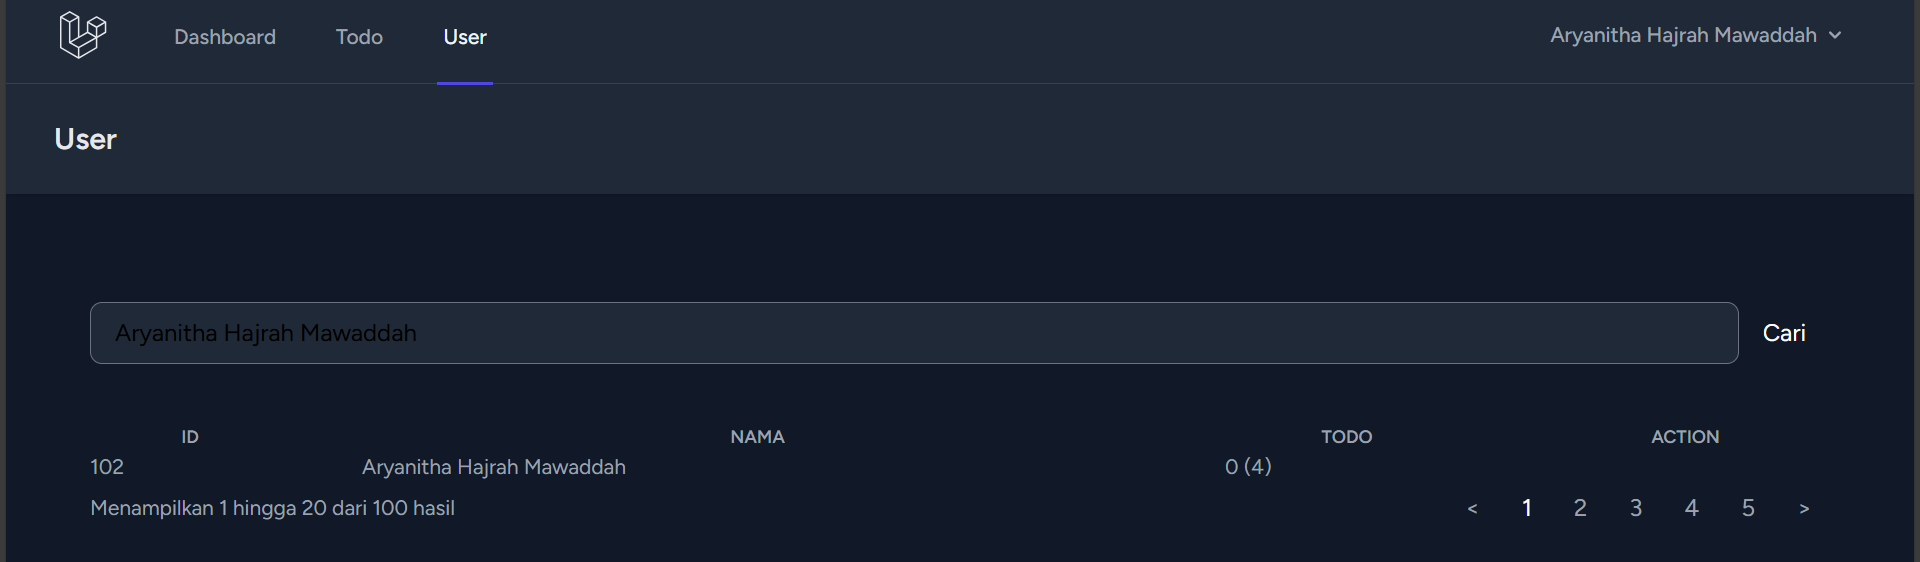 Dashboard Todo User Aryanitha Hajrah Mawaddah
User
Aryanitha Hajrah Mawaddah Cari
ID NAMA TODO ACTION
102 Aryanitha Hajrah Mawaddah 0 (4)
Menampilkan 1 hingga 20 dari 100 hasil < 1 2 3 4 5 >